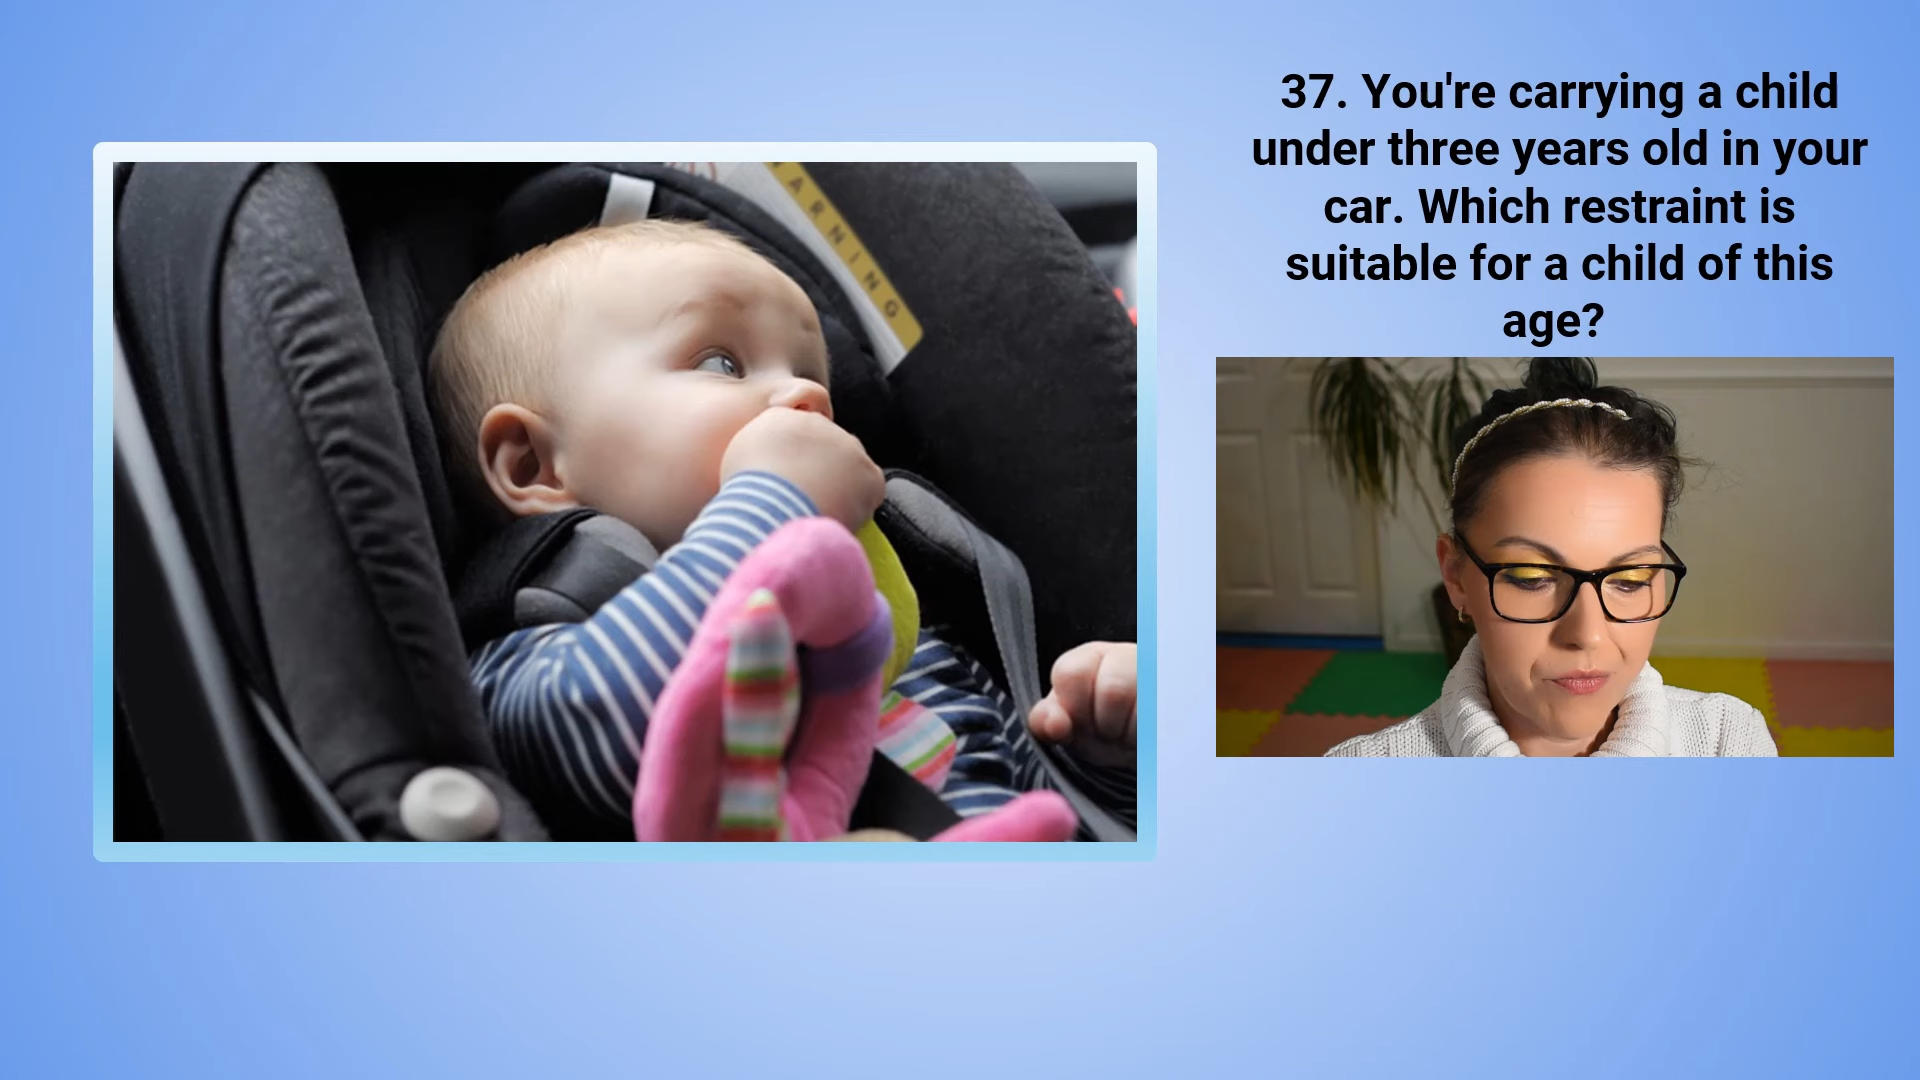 37. You're carrying a child
under three years old in your
car. Which restraint is
suitable for a child of this
age?
ARNING